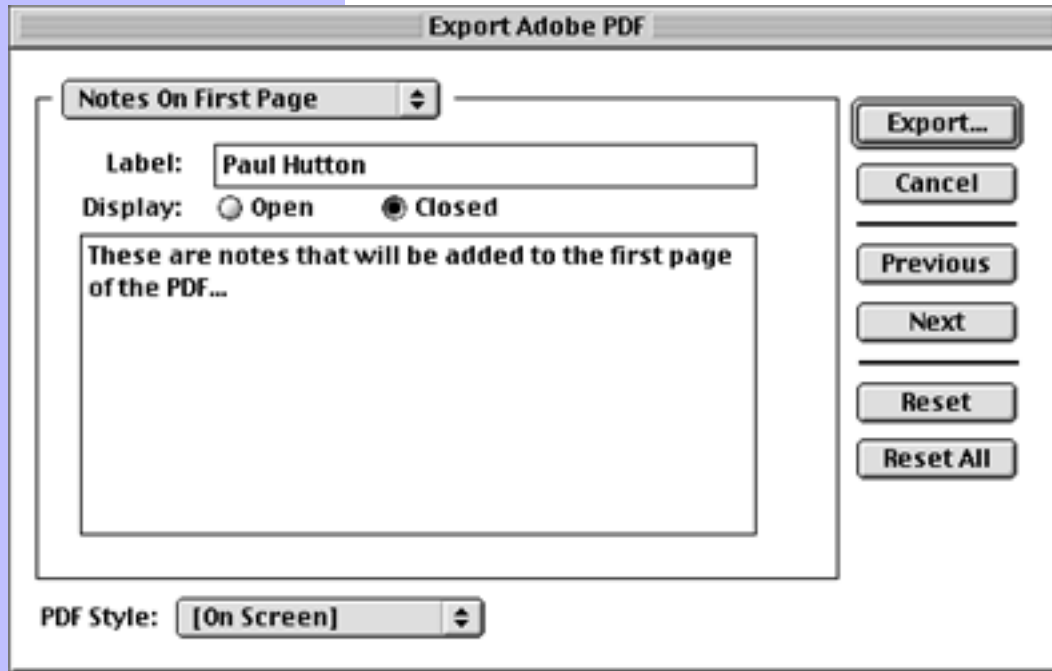 Export Adobe PDF
Notes On First Page
Label: Paul Hutton
Display: Open Closed
These are notes that will be added to the first page
of the PDF...
Export...
Cancel
Previous
Next
Reset
Reset All
PDF Style: [On Screen]